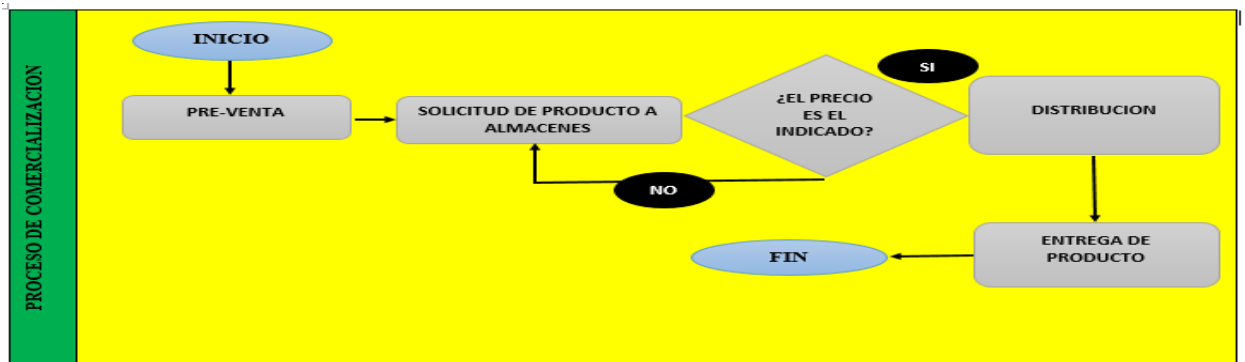 PROCESO DE COMERCIALIZACION
INICIO
PRE-VENTA
SOLICITUD DE PRODUCTO A
ALMACENES
¿EL PRECIO
ES EL
INDICADO?
SI
DISTRIBUCION
NO
ENTREGA DE
PRODUCTO
FIN